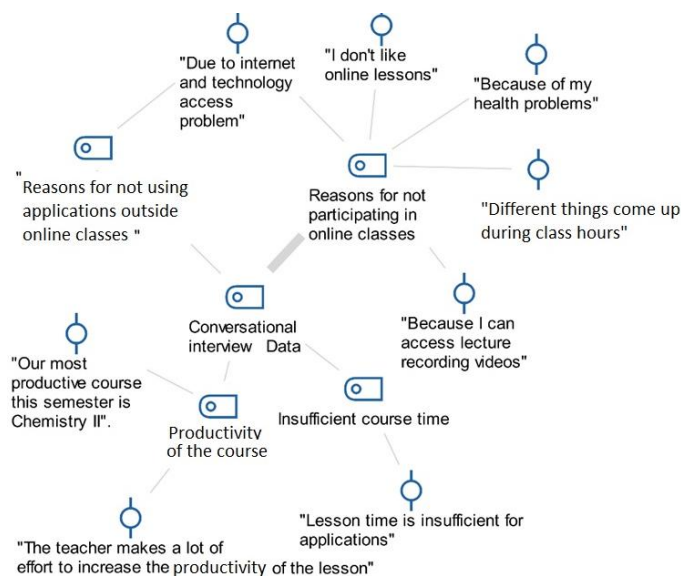 "Due to internet
and technology
access
problem"
"I don't like
online lessons"
"Because of my
health problems"
"Reasons for not using
applications outside
online classes "
Reasons for not
participating in
online classes
"Different things come up
during class hours"
Conversational
interview Data
"Because I can
access lecture
recording videos"
"Our most
productive course
this semester is
Chemistry II".
Productivity
of the course
Insufficient course time
"Lesson time is insufficient for
applications"
"The teacher makes a lot of
effort to increase the productivity of the lesson"